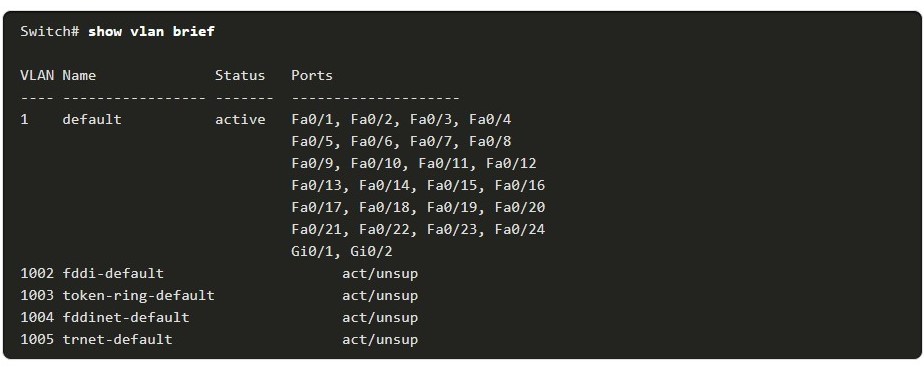 Switch# show vlan brief
VLAN Name                 Status   Ports
---- ----------------- -------  --------------------
1    default           active   Fa0/1, Fa0/2, Fa0/3, Fa0/4
                                Fa0/5, Fa0/6, Fa0/7, Fa0/8
                                Fa0/9, Fa0/10, Fa0/11, Fa0/12
                                Fa0/13, Fa0/14, Fa0/15, Fa0/16
                                Fa0/17, Fa0/18, Fa0/19, Fa0/20
                                Fa0/21, Fa0/22, Fa0/23, Fa0/24
                                Gi0/1, Gi0/2
1002 fddi-default                     act/unsup
1003 token-ring-default               act/unsup
1004 fddinet-default                  act/unsup
1005 trnet-default                    act/unsup